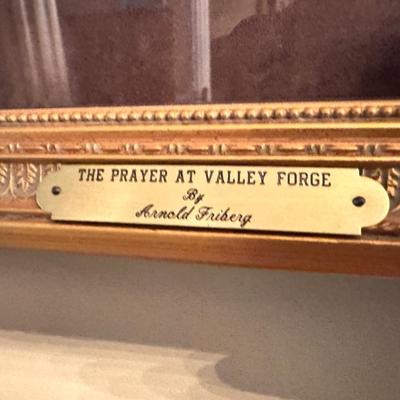 THE PRAYER AT VALLEY FORGE
By
Arnold Friberg